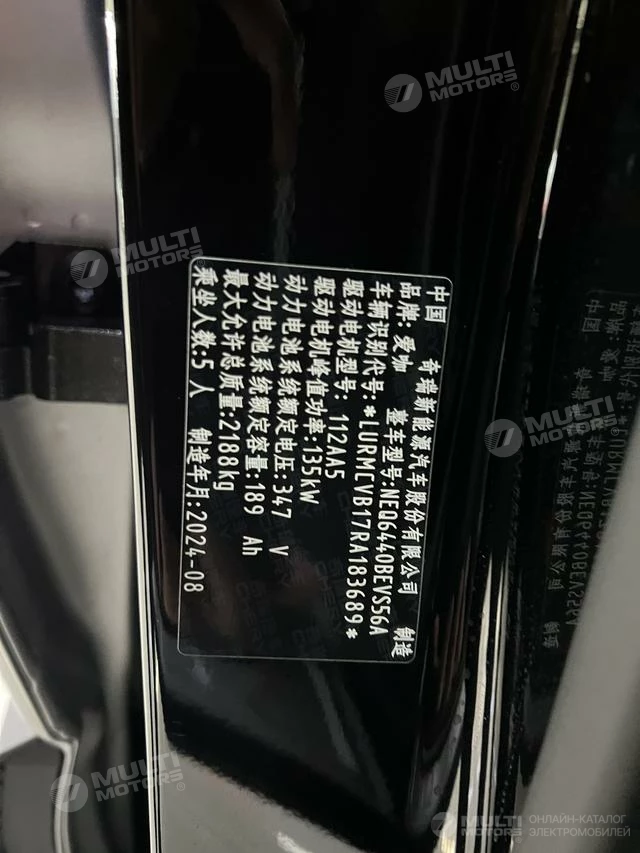 中国 奇瑞新能源汽车股份有限公司 制造
品牌: 爱咖 整车型号:NEQ6440BEVS56A
车辆识别代号:*LURMCVB17RA183689*
驱动电机型号: 112AA5
驱动电机峰值功率:135kW
动力电池系统额定电压:347 V
动力电池系统额定容量:189 Ah
最大允许总质量:2188kg
乘坐人数:5 人 制造年月:2024-08
MULTI
MOTORS
MULTI
MOTORS
MULTI
MOTORS
MULTI
MOTORS
MULTI
MOTORS
ОНЛАЙН-КАТАЛОГ
ЭЛЕКТРОМОБИЛЕЙ